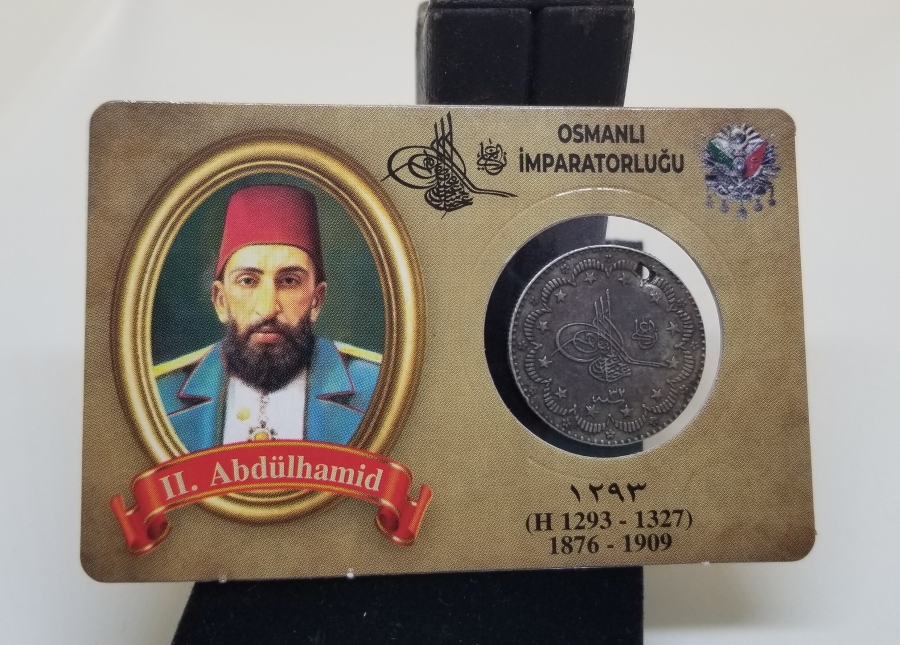 OSMANLI
İMPARATORLUĞU
II. Abdülhamid
١٢٩٣
(H 1293 - 1327)
1876 - 1909